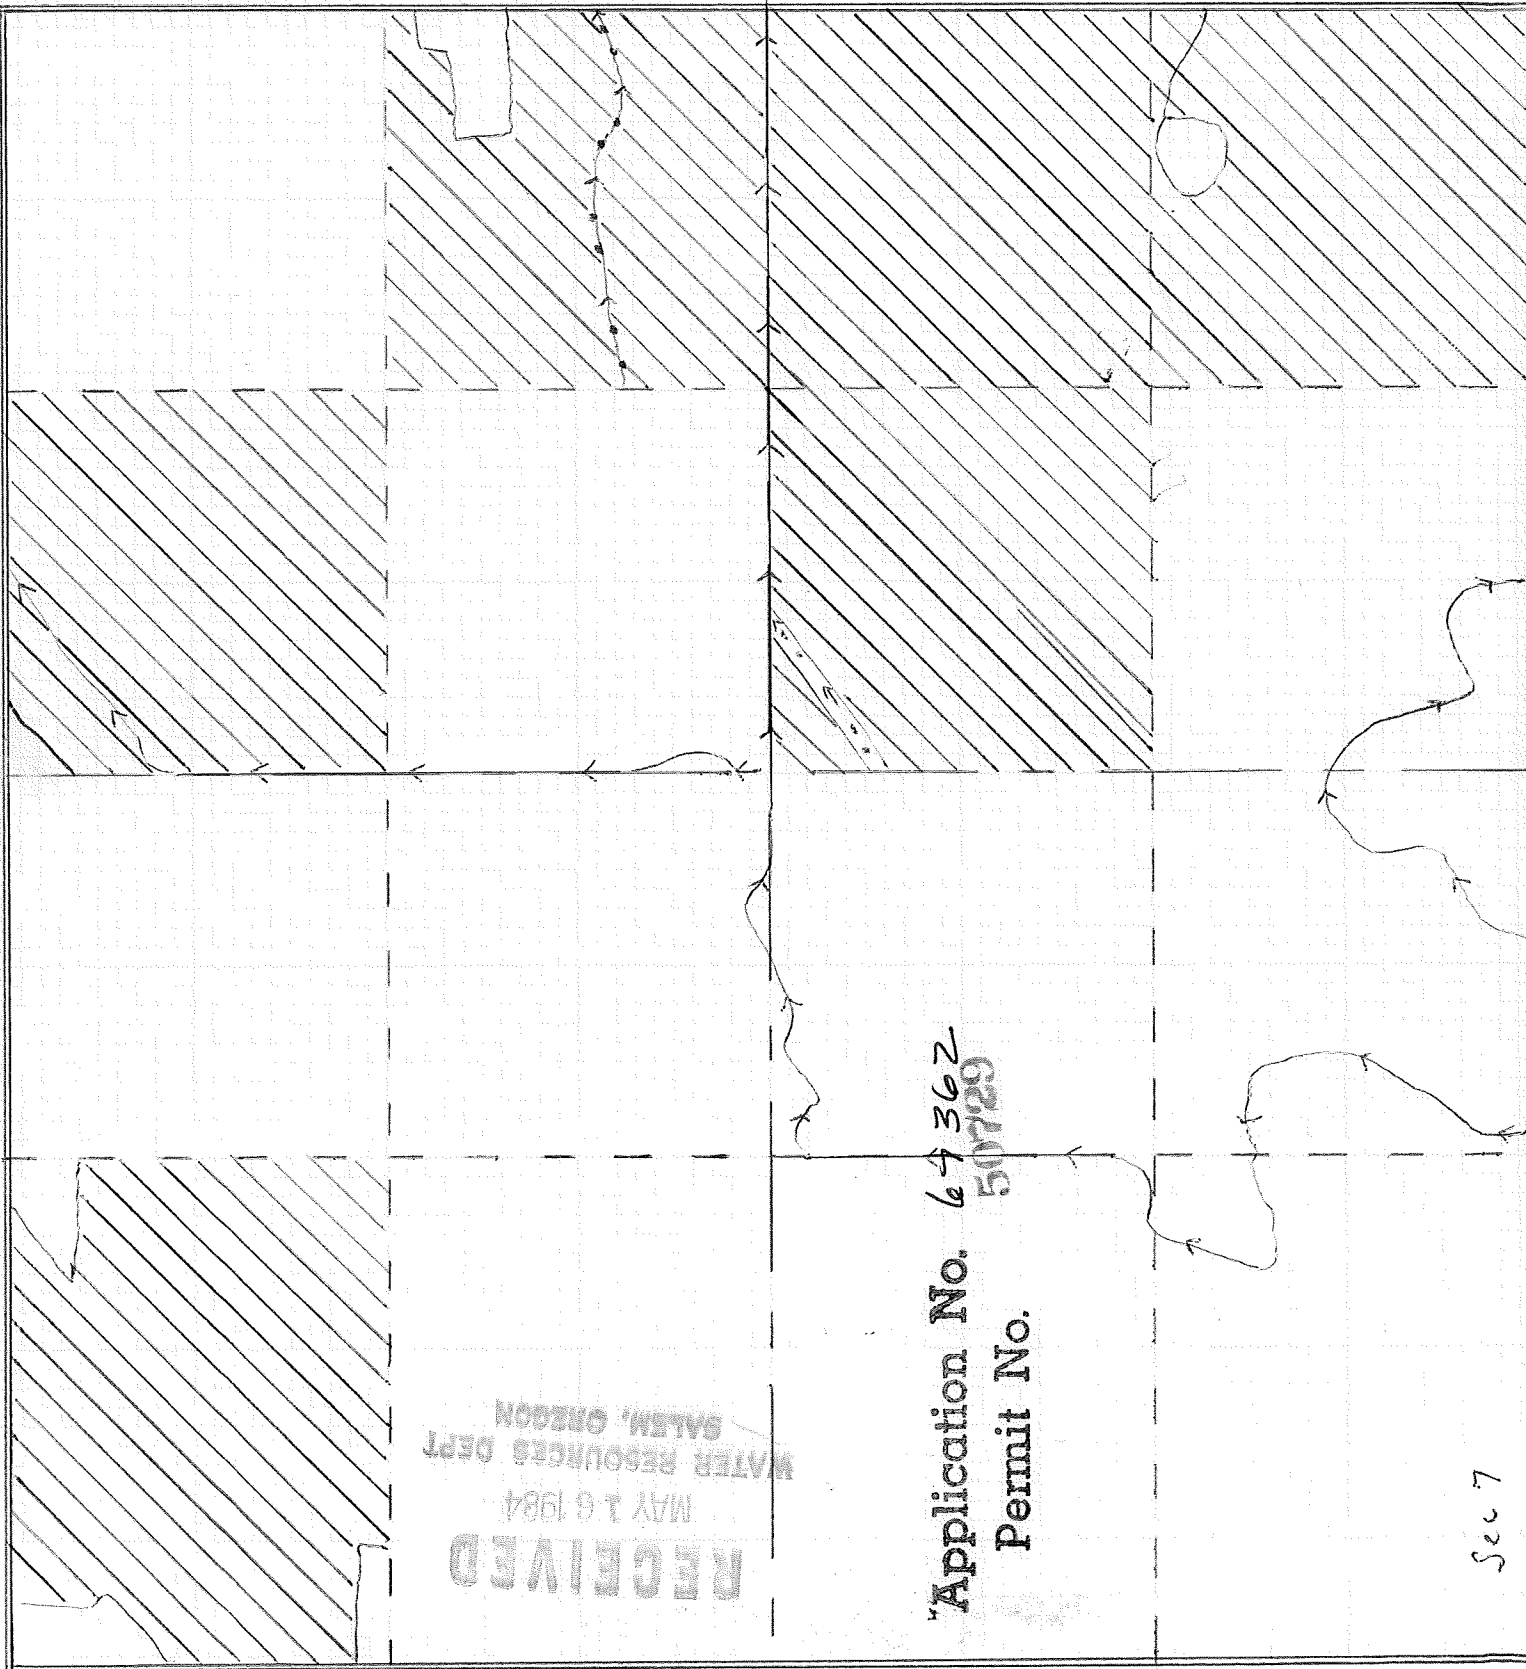 Application No. 67362
Permit No. 50729
RECEIVED
MAY 16 1984
WATER RESOURCES DEPT
SALEM, OREGON
Sec 7